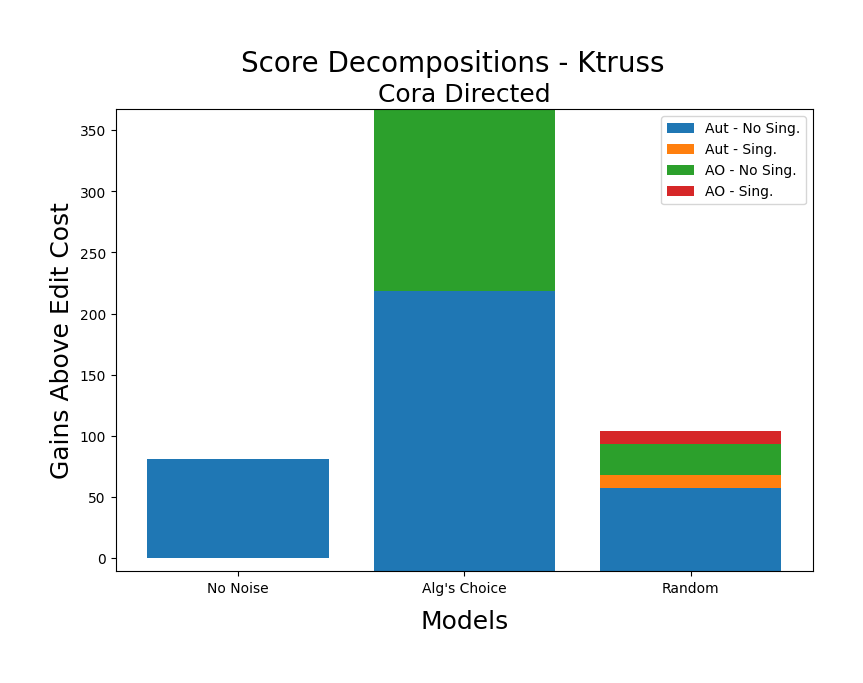 Score Decompositions - Ktruss
Cora Directed
Gains Above Edit Cost
350
300
250
200
150
100
50
0
Aut - No Sing.
Aut - Sing.
AO - No Sing.
AO - Sing.
No Noise
Alg's Choice
Random
Models